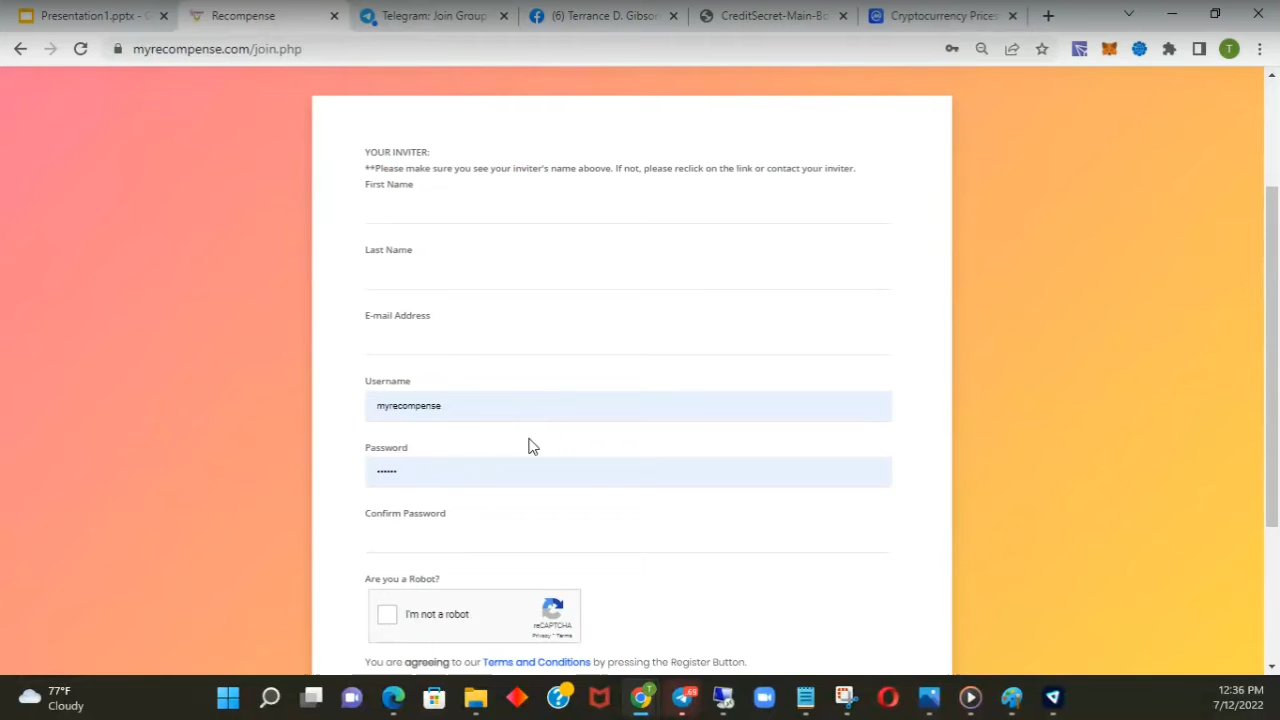 Presentation1.pptx - G
Recompense
Telegram: Join Group
(6) Terrance D. Gibson
CreditSecret-Main-Bo
Cryptocurrency Prices
myrecompense.com/join.php
T
YOUR INVITER:
**Please make sure you see your inviter's name aboove. If not, please reclick on the link or contact your inviter.
First Name
Last Name
E-mail Address
Username
myrecompense
Password
••••••
Confirm Password
Are you a Robot?
I'm not a robot
reCAPTCHA
Privacy - Terms
You are agreeing to our Terms and Conditions by pressing the Register Button.
77°F
Cloudy
69
12:36 PM
7/12/2022